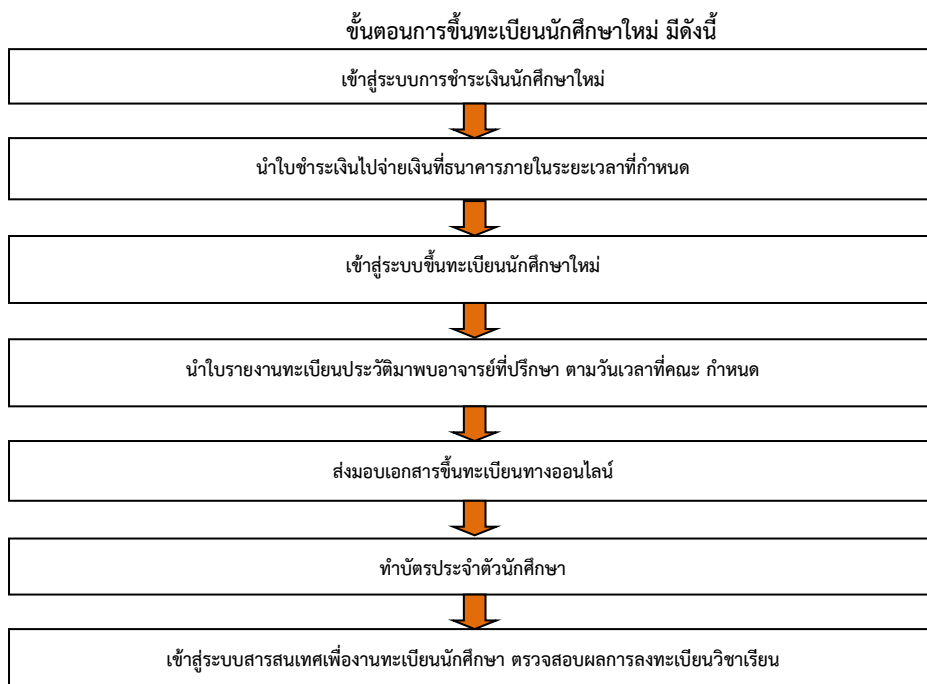 ขั้นตอนการขึ้นทะเบียนนักศึกษาใหม่ มีดังนี้
เข้าสู่ระบบการชำระเงินนักศึกษาใหม่
นำใบชำระเงินไปจ่ายเงินที่ธนาคารภายในระยะเวลาที่กำหนด
เข้าสู่ระบบขึ้นทะเบียนนักศึกษาใหม่
นำใบรายงานทะเบียนประวัติมาพบอาจารย์ที่ปรึกษา ตามวันเวลาที่คณะ กำหนด
ส่งมอบเอกสารขึ้นทะเบียนทางออนไลน์
ทำบัตรประจำตัวนักศึกษา
เข้าสู่ระบบสารสนเทศเพื่องานทะเบียนนักศึกษา ตรวจสอบผลการลงทะเบียนวิชาเรียน